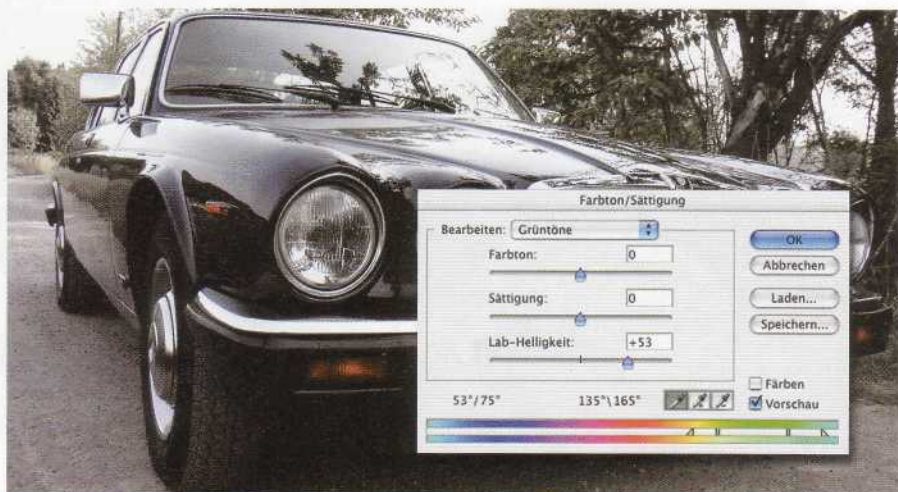 Farbton/Sättigung
Bearbeiten: Grüntöne
OK
Farbton: 0
Abbrechen
Sättigung: 0
Laden...
Speichern...
Lab-Helligkeit: +53
Färben
53°/75° 135°\165°
Vorschau